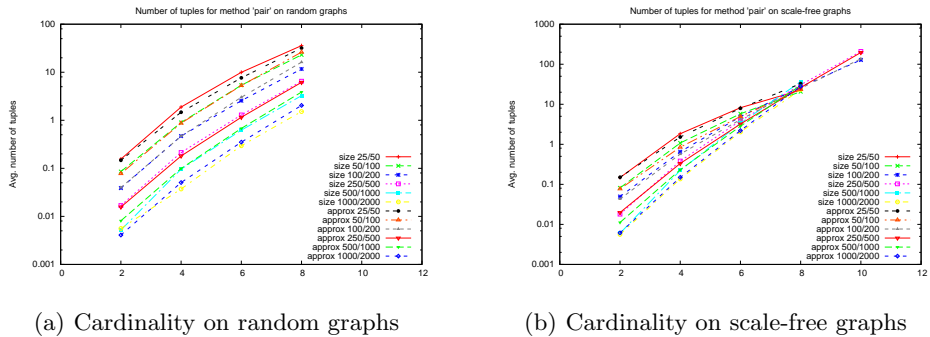 Number of tuples for method 'pair' on random graphs
100
10
1
0.1
0.01
0.001
Avg. number of tuples
0
2
4
6
8
10
12
size 25/50
size 50/100
size 100/200
size 250/500
size 500/1000
size 1000/2000
approx 25/50
approx 50/100
approx 100/200
approx 250/500
approx 500/1000
approx 1000/2000
(a) Cardinality on random graphs
Number of tuples for method 'pair' on scale-free graphs
1000
100
10
1
0.1
0.01
0.001
Avg. number of tuples
0
2
4
6
8
10
12
size 25/50
size 50/100
size 100/200
size 250/500
size 500/1000
size 1000/2000
approx 25/50
approx 50/100
approx 100/200
approx 250/500
approx 500/1000
approx 1000/2000
(b) Cardinality on scale-free graphs